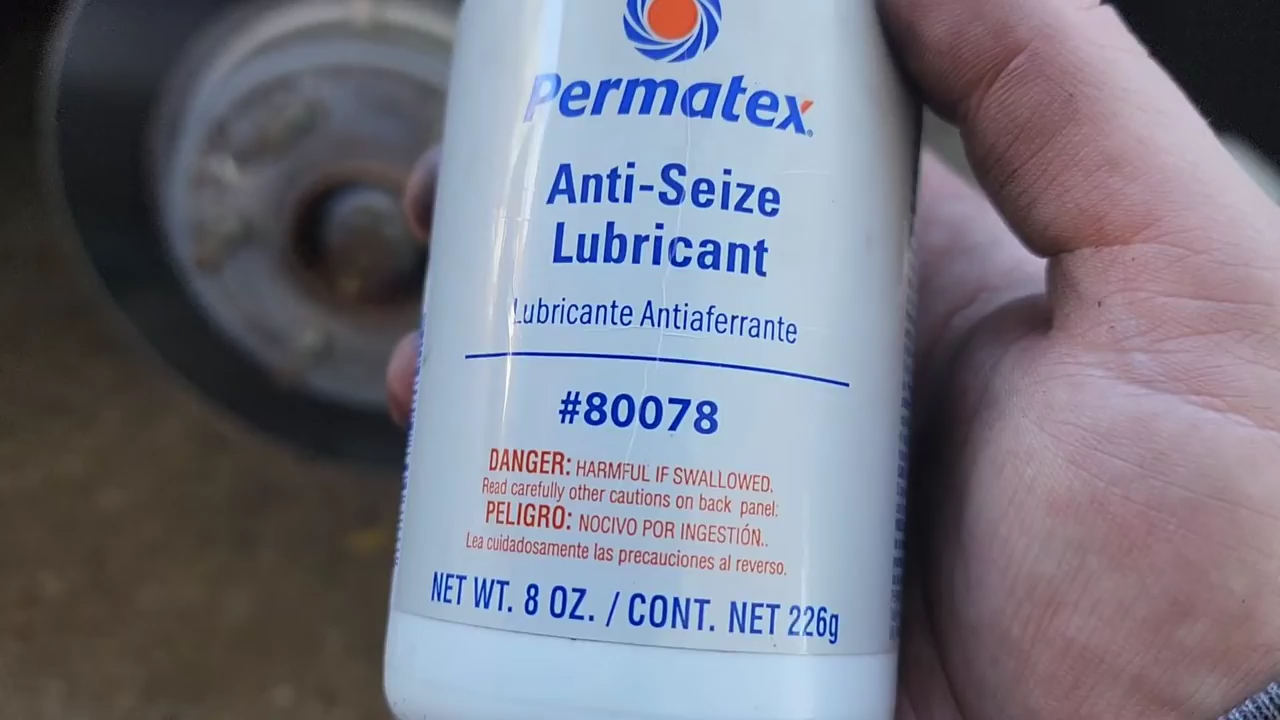 Permatex®
Anti-Seize
Lubricant
Lubricante Antiaferrante
#80078
DANGER: HARMFUL IF SWALLOWED.
Read carefully other cautions on back panel:
PELIGRO: NOCIVO POR INGESTIÓN..
Lea cuidadosamente las precauciones al reverso.
NET WT. 8 OZ. / CONT. NET 226g